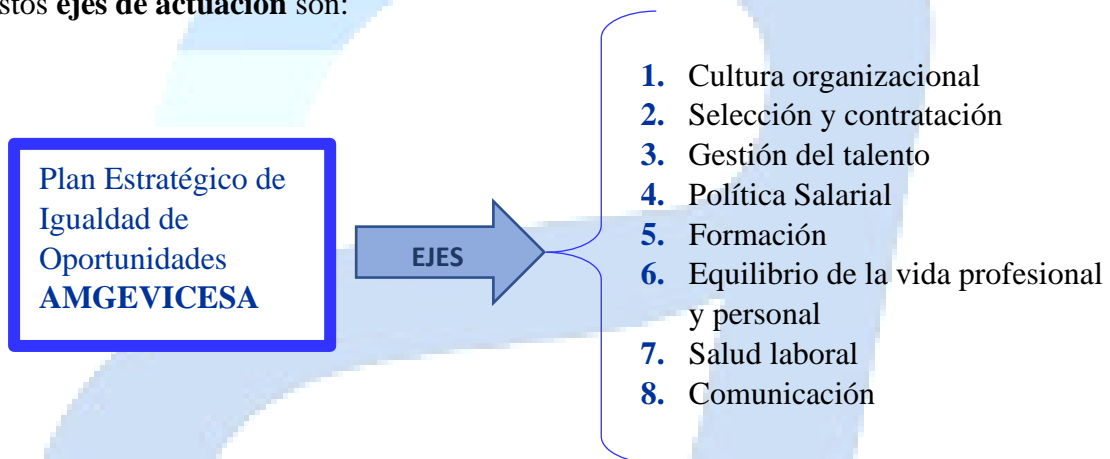 stos ejes de actuación son:
Plan Estratégico de
Igualdad de
Oportunidades
AMGEVICESA
EJES
1. Cultura organizacional
2. Selección y contratación
3. Gestión del talento
4. Política Salarial
5. Formación
6. Equilibrio de la vida profesional
y personal
7. Salud laboral
8. Comunicación